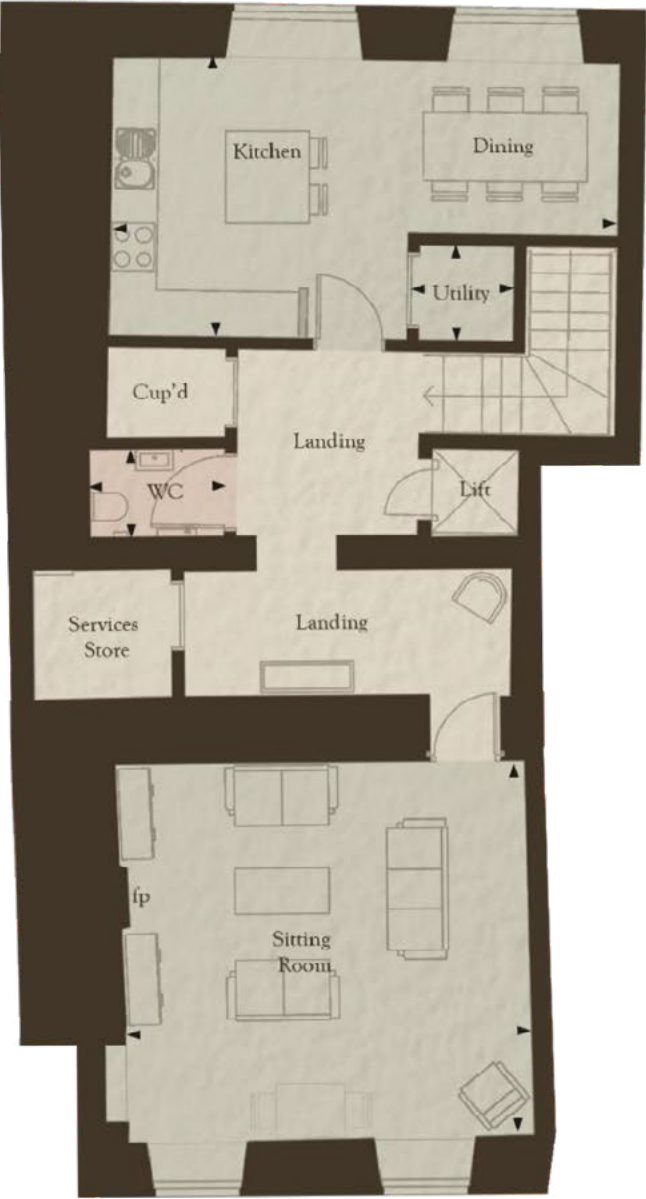 Kitchen
Dining
Utility
Cup'd
Landing
WC
Lift
Services
Store
Landing
fp
Sitting
Room